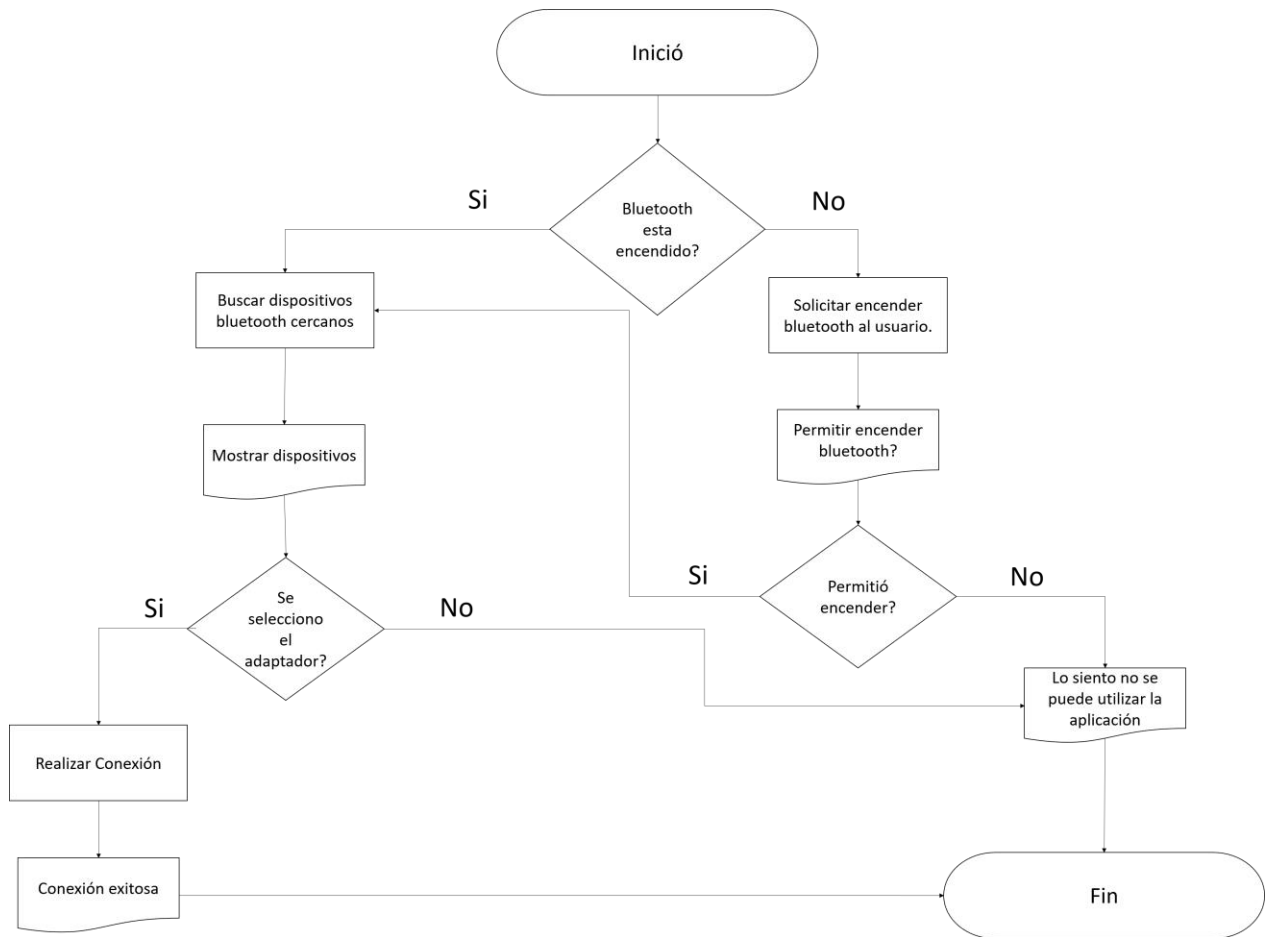 Inició
Si
No
Bluetooth
esta
encendido?
Buscar dispositivos
bluetooth cercanos
Solicitar encender
bluetooth al usuario.
Mostrar dispositivos
Permitir encender
bluetooth?
Se
selecciono
el
adaptador?
Si
No
Permitió
encender?
Si
No
Lo siento no se
puede utilizar la
aplicación
Realizar Conexión
Conexión exitosa
Fin